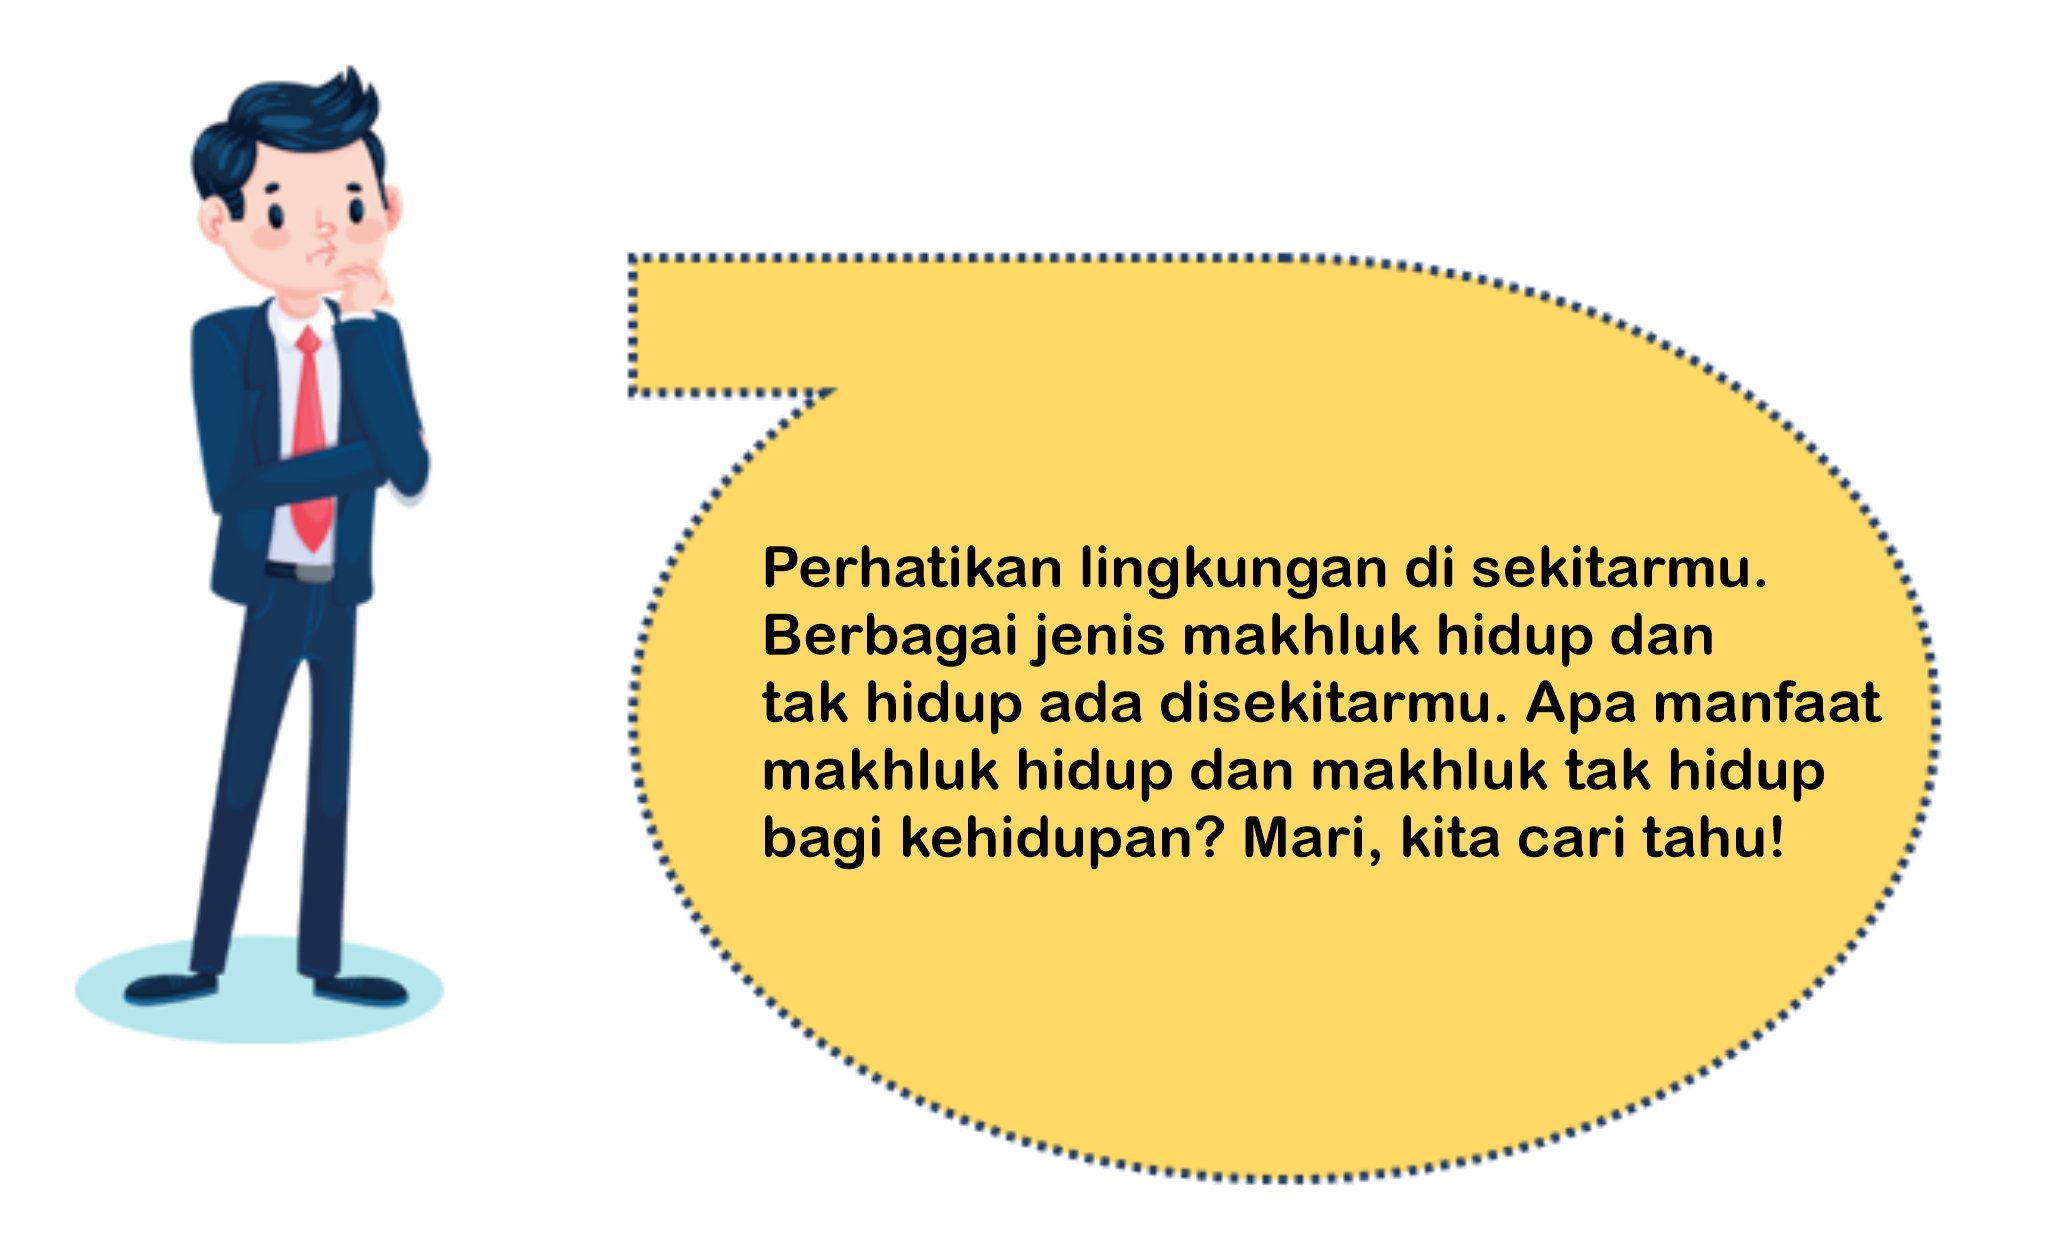 Perhatikan lingkungan di sekitarmu.
Berbagai jenis makhluk hidup dan
tak hidup ada disekitarmu. Apa manfaat
makhluk hidup dan makhluk tak hidup
bagi kehidupan? Mari, kita cari tahu!